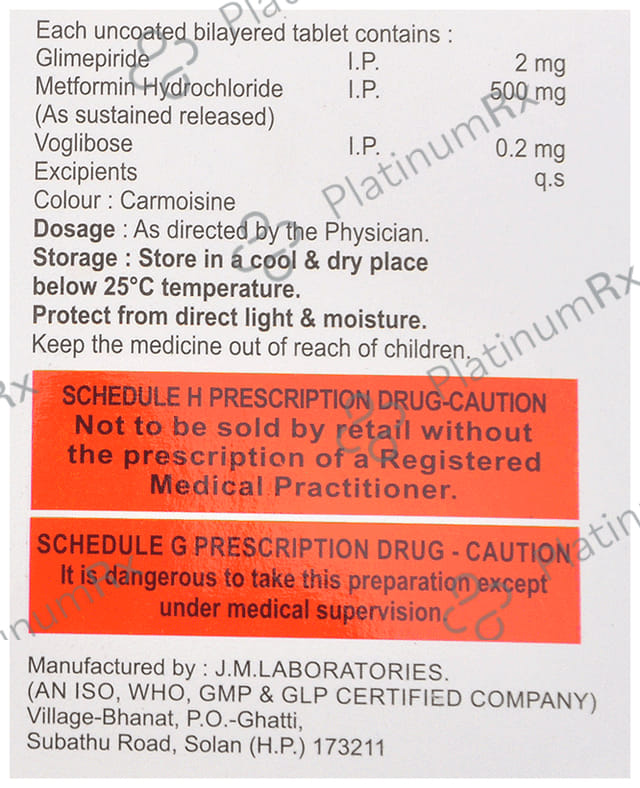 Each uncoated bilayered tablet contains :
Glimepiride I.P. 2 mg
Metformin Hydrochloride I.P. 500 mg
(As sustained released)
Voglibose I.P. 0.2 mg
Excipients q.s
Colour : Carmoisine
Dosage : As directed by the Physician.
Storage : Store in a cool & dry place
below 25°C temperature.
Protect from direct light & moisture.
Keep the medicine out of reach of children.
SCHEDULE H PRESCRIPTION DRUG-CAUTION
Not to be sold by retail without
the prescription of a Registered
Medical Practitioner.
SCHEDULE G PRESCRIPTION DRUG - CAUTION
It is dangerous to take this preparation except
under medical supervision.
Manufactured by : J.M.LABORATORIES.
(AN ISO, WHO, GMP & GLP CERTIFIED COMPANY)
Village-Bhanat, P.O.-Ghatti,
Subathu Road, Solan (H.P.) 173211
PlatinumRx
PlatinumRx